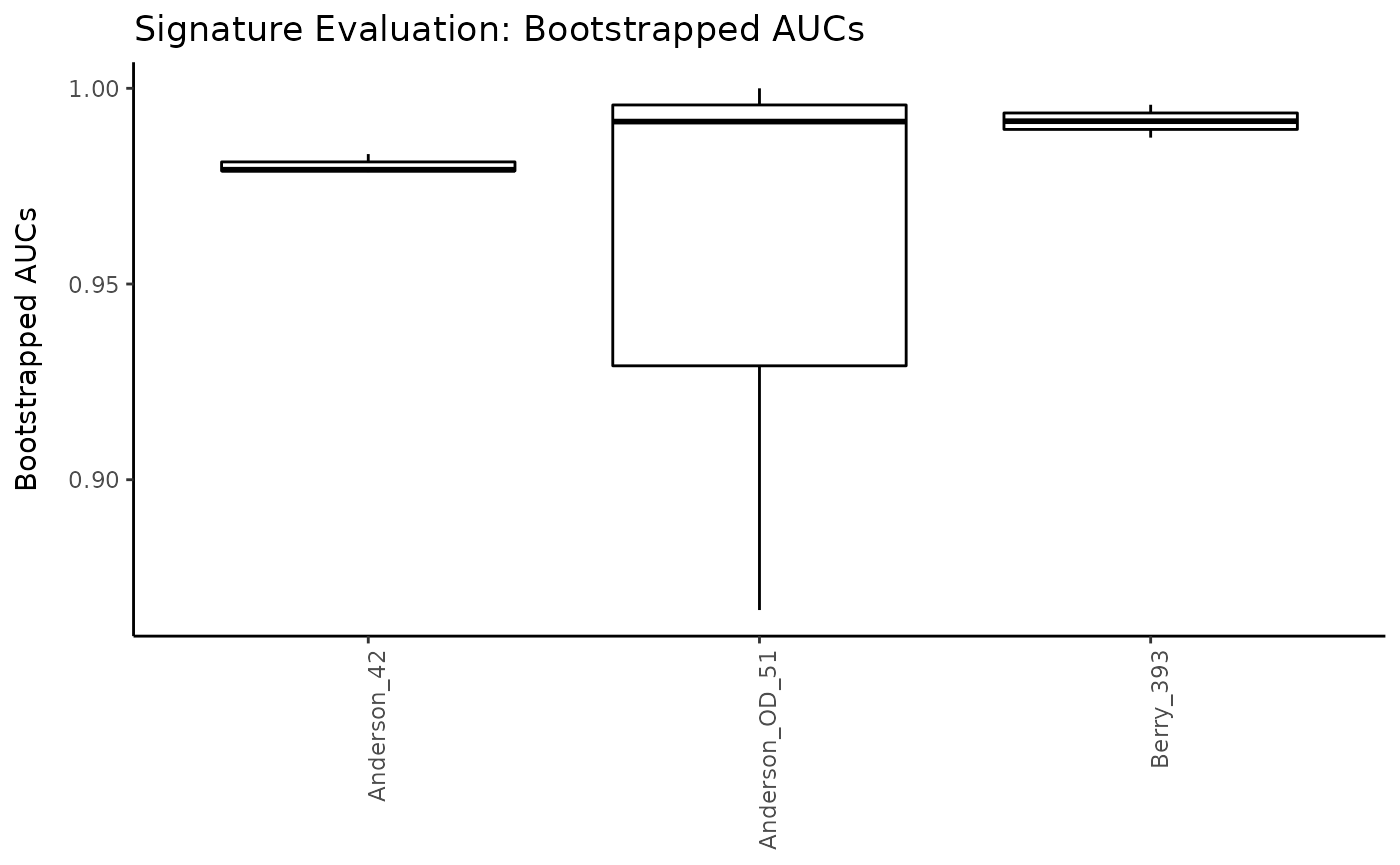 Signature Evaluation: Bootstrapped AUCs
Bootstrapped AUCs
1.00
0.95
0.90
Anderson_42
Anderson_OD_51
Berry_393